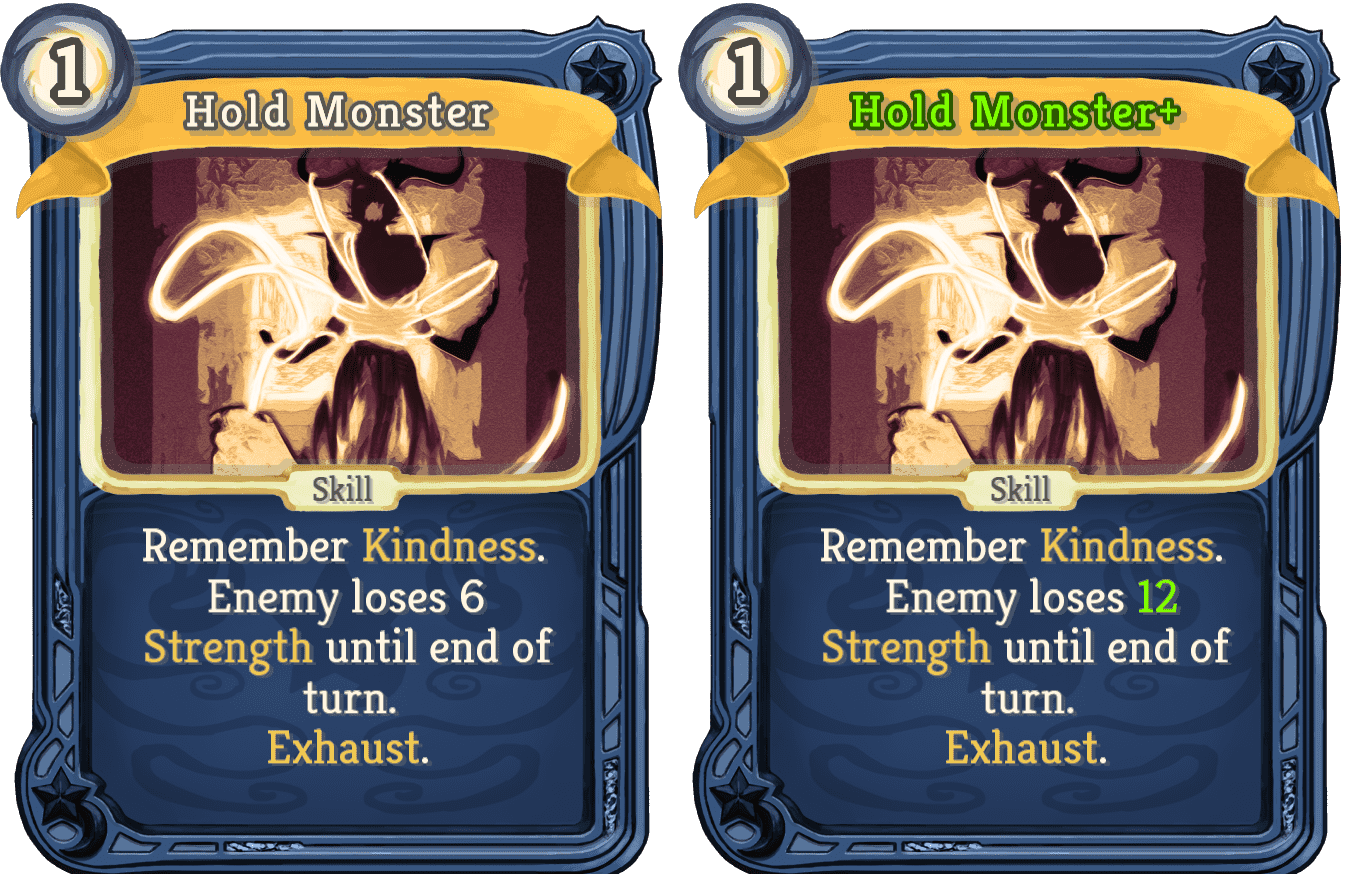 1
Hold Monster
Skill
Remember Kindness.
Enemy loses 6
Strength until end of
turn.
Exhaust.
1
Hold Monster+
Skill
Remember Kindness.
Enemy loses 12
Strength until end of
turn.
Exhaust.